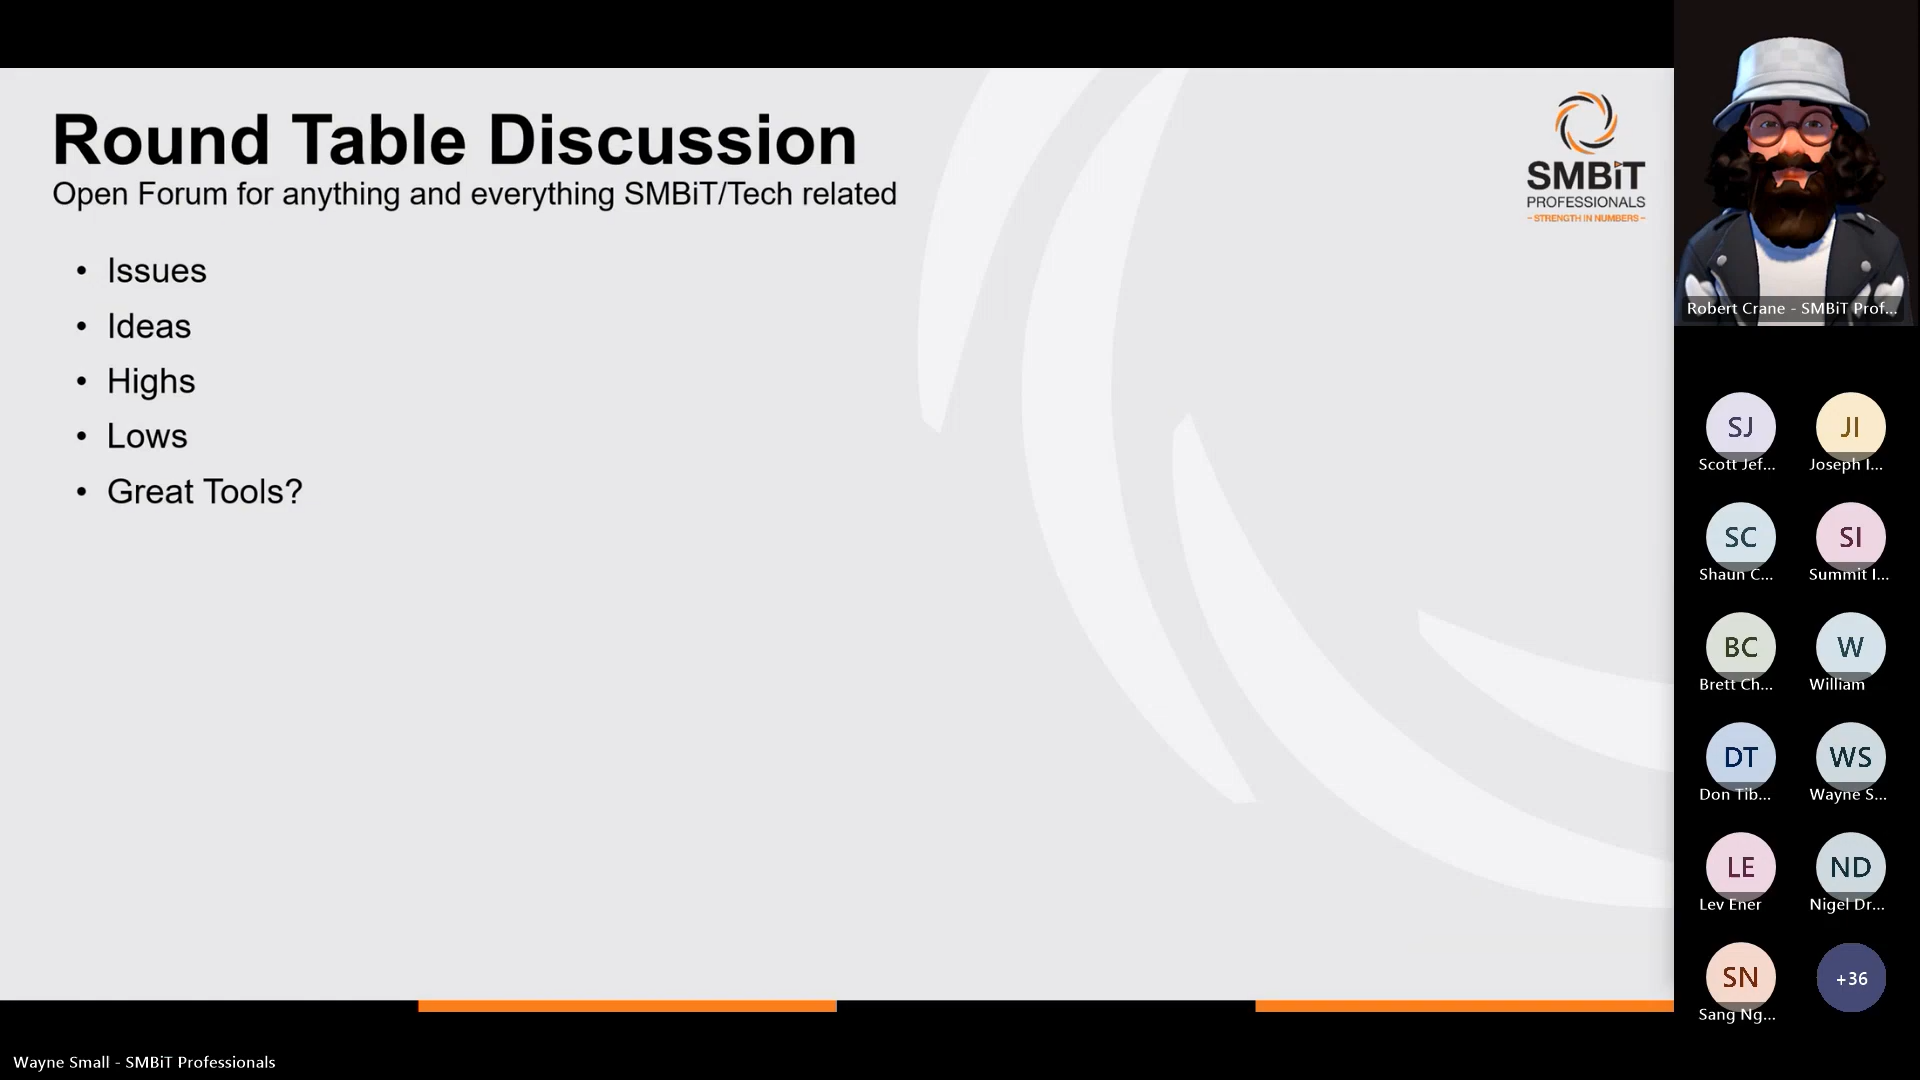 Round Table Discussion
Open Forum for anything and everything SMBiT/Tech related
• Issues
• Ideas
• Highs
• Lows
• Great Tools?
SMBiT
PROFESSIONALS
- STRENGTH IN NUMBERS -
Robert Crane - SMBiT Prof...
SJ
Scott Jef...
JI
Joseph I...
SC
Shaun C...
SI
Summit I...
BC
Brett Ch...
W
William
DT
Don Tib...
WS
Wayne S...
LE
Lev Ener
ND
Nigel Dr...
SN
Sang Ng...
+36
Wayne Small - SMBiT Professionals